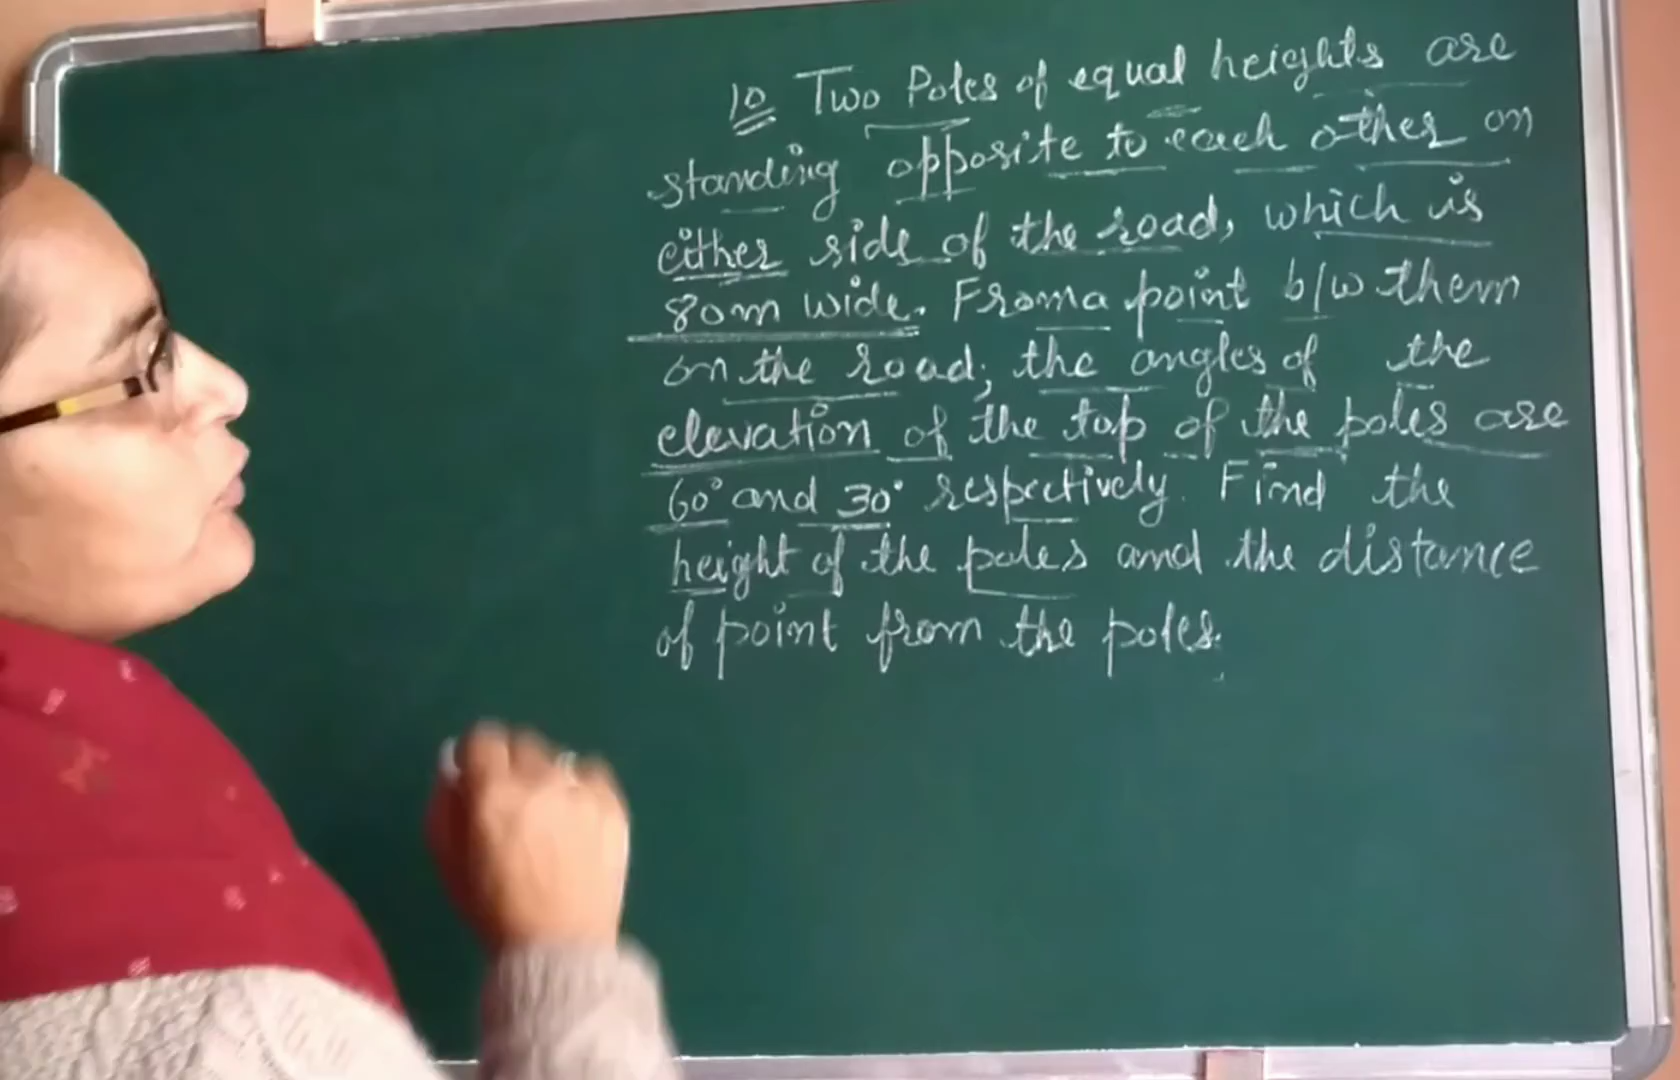 10 Two Poles of equal heights are
standing opposite to each other on
either side of the road, which is
80m wide. From a point b/w them
on the road, the angles of the
elevation of the top of the poles are
60° and 30° respectively. Find the
height of the poles and the distance
of point from the poles.